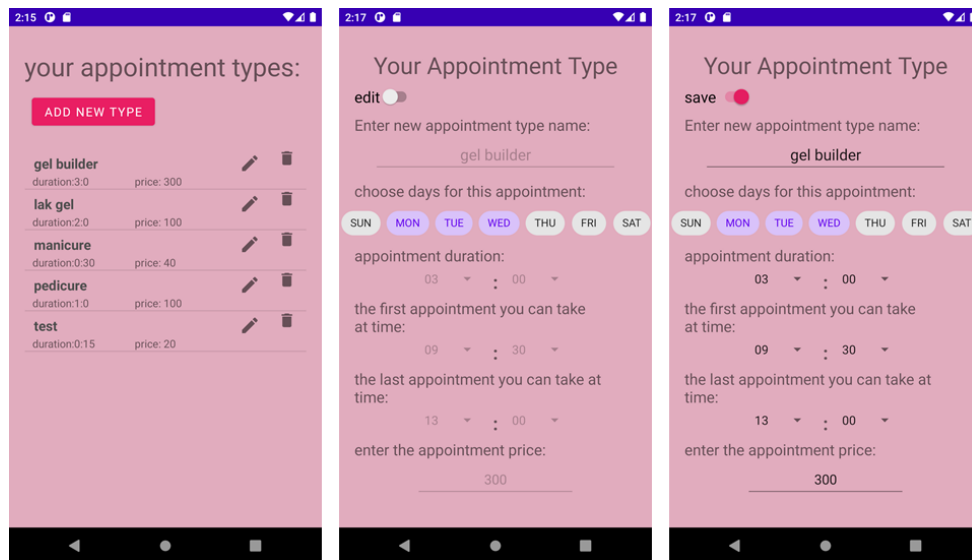 2:15
your appointment types:
ADD NEW TYPE
gel builder
duration:3:0 price: 300
lak gel
duration:2:0 price: 100
manicure
duration:0:30 price: 40
pedicure
duration:1:0 price: 100
test
duration:0:15 price: 20
2:17
Your Appointment Type
edit
Enter new appointment type name:
gel builder
choose days for this appointment:
SUN MON TUE WED THU FRI SAT
appointment duration:
03 : 00
the first appointment you can take
at time:
09 : 30
the last appointment you can take at
time:
13 : 00
enter the appointment price:
300
2:17
Your Appointment Type
save
Enter new appointment type name:
gel builder
choose days for this appointment:
SUN MON TUE WED THU FRI SAT
appointment duration:
03 : 00
the first appointment you can take
at time:
09 : 30
the last appointment you can take at
time:
13 : 00
enter the appointment price:
300